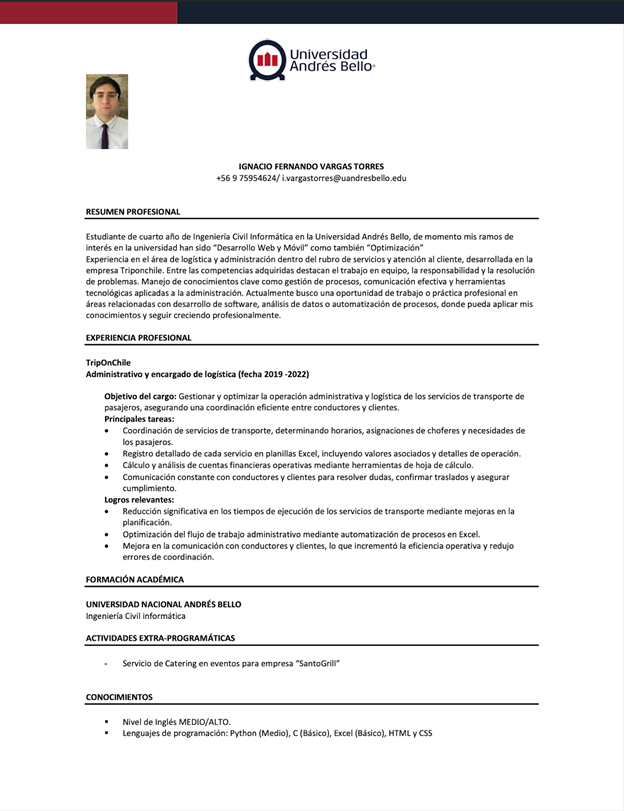 Universidad
Andrés Bello®
IGNACIO FERNANDO VARGAS TORRES
+56 9 75954624/ i.vargastorres@uandresbello.edu
RESUMEN PROFESIONAL
Estudiante de cuarto año de Ingeniería Civil Informática en la Universidad Andrés Bello, de momento mis ramos de
interés en la universidad han sido “Desarrollo Web y Móvil” como también “Optimización”
Experiencia en el área de logística y administración dentro del rubro de servicios y atención al cliente, desarrollada en la
empresa Triponchile. Entre las competencias adquiridas destacan el trabajo en equipo, la responsabilidad y la resolución
de problemas. Manejo de conocimientos clave como gestión de procesos, comunicación efectiva y herramientas
tecnológicas aplicadas a la administración. Actualmente busco una oportunidad de trabajo o práctica profesional en
áreas relacionadas con desarrollo de software, análisis de datos o automatización de procesos, donde pueda aplicar mis
conocimientos y seguir creciendo profesionalmente.
EXPERIENCIA PROFESIONAL
TripOnChile
Administrativo y encargado de logística (fecha 2019 -2022)
Objetivo del cargo: Gestionar y optimizar la operación administrativa y logística de los servicios de transporte de
pasajeros, asegurando una coordinación eficiente entre conductores y clientes.
Principales tareas:
• Coordinación de servicios de transporte, determinando horarios, asignaciones de choferes y necesidades de
los pasajeros.
• Registro detallado de cada servicio en planillas Excel, incluyendo valores asociados y detalles de operación.
• Cálculo y análisis de cuentas financieras operativas mediante herramientas de hoja de cálculo.
• Comunicación constante con conductores y clientes para resolver dudas, confirmar traslados y asegurar
cumplimiento.
Logros relevantes:
• Reducción significativa en los tiempos de ejecución de los servicios de transporte mediante mejoras en la
planificación.
• Optimización del flujo de trabajo administrativo mediante automatización de procesos en Excel.
• Mejora en la comunicación con conductores y clientes, lo que incrementó la eficiencia operativa y redujo
errores de coordinación.
FORMACIÓN ACADÉMICA
UNIVERSIDAD NACIONAL ANDRÉS BELLO
Ingeniería Civil informática
ACTIVIDADES EXTRA-PROGRAMÁTICAS
- Servicio de Catering en eventos para empresa “SantoGrill”
CONOCIMIENTOS
▪ Nivel de Inglés MEDIO/ALTO.
▪ Lenguajes de programación: Python (Medio), C (Básico), Excel (Básico), HTML y CSS